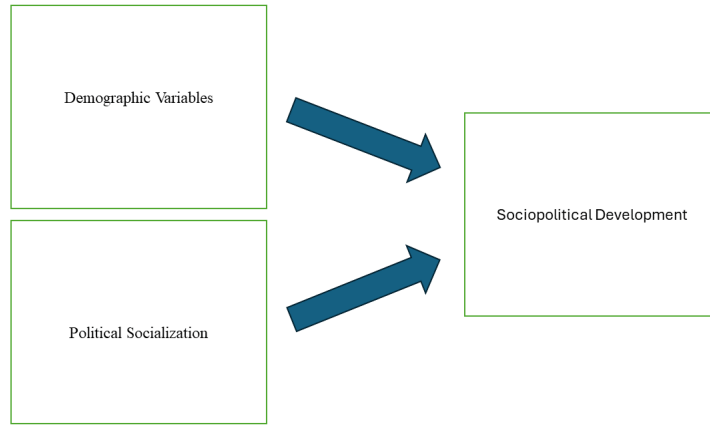 Demographic Variables
Sociopolitical Development
Political Socialization